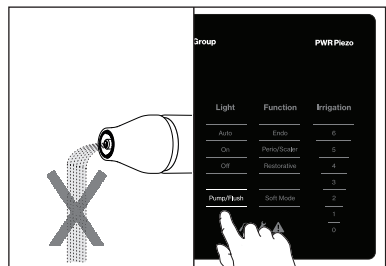 Group PWR Piezo
Light Function Irrigation
Auto Endo 6
On Perio/Scaler 5
Off Restorative 4
3
Pump/Flush Soft Mode 2
1
0